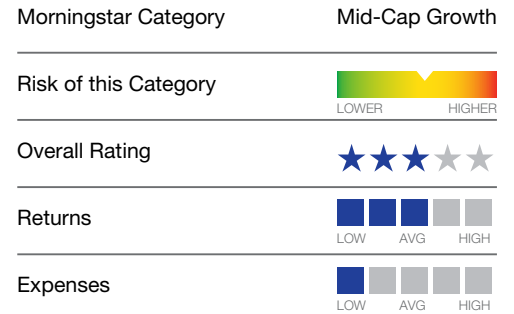 Morningstar Category Mid-Cap Growth
Risk of this Category
LOWER HIGHER
Overall Rating
Returns
LOW AVG HIGH
Expenses
LOW AVG HIGH